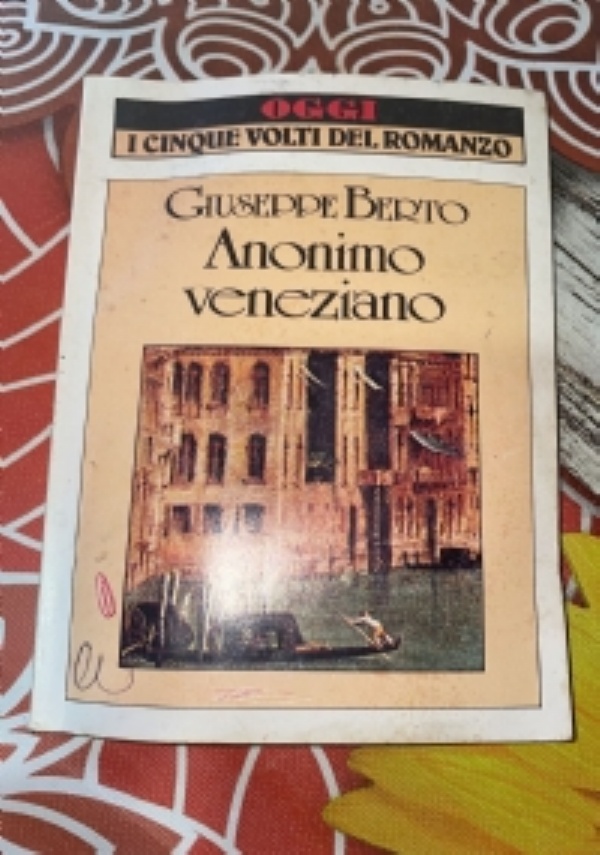 OGGI
I CINQUE VOLTI DEL ROMANZO
GIUSEPPE BERTO
Anonimo
veneziano